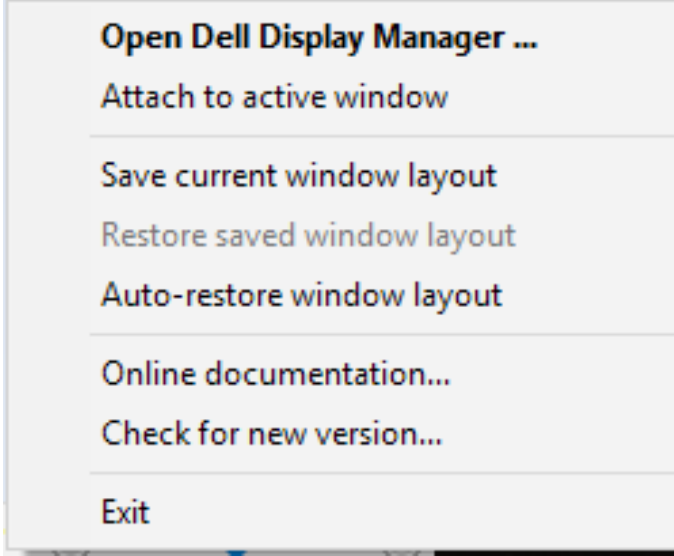 Open Dell Display Manager ...
Attach to active window
Save current window layout
Restore saved window layout
Auto-restore window layout
Online documentation...
Check for new version...
Exit